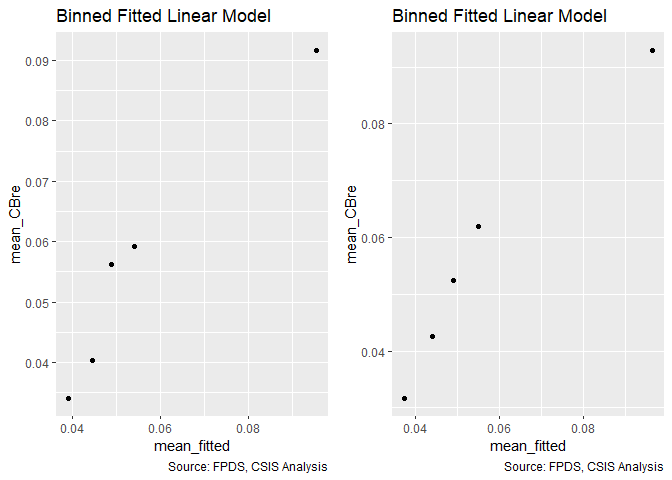 Binned Fitted Linear Model
0.09
0.08
0.07
0.06
0.05
0.04
mean_CBre
0.04
0.06
0.08
mean_fitted
Source: FPDS, CSIS Analysis
Binned Fitted Linear Model
0.08
0.06
0.04
mean_CBre
0.04
0.06
0.08
mean_fitted
Source: FPDS, CSIS Analysis